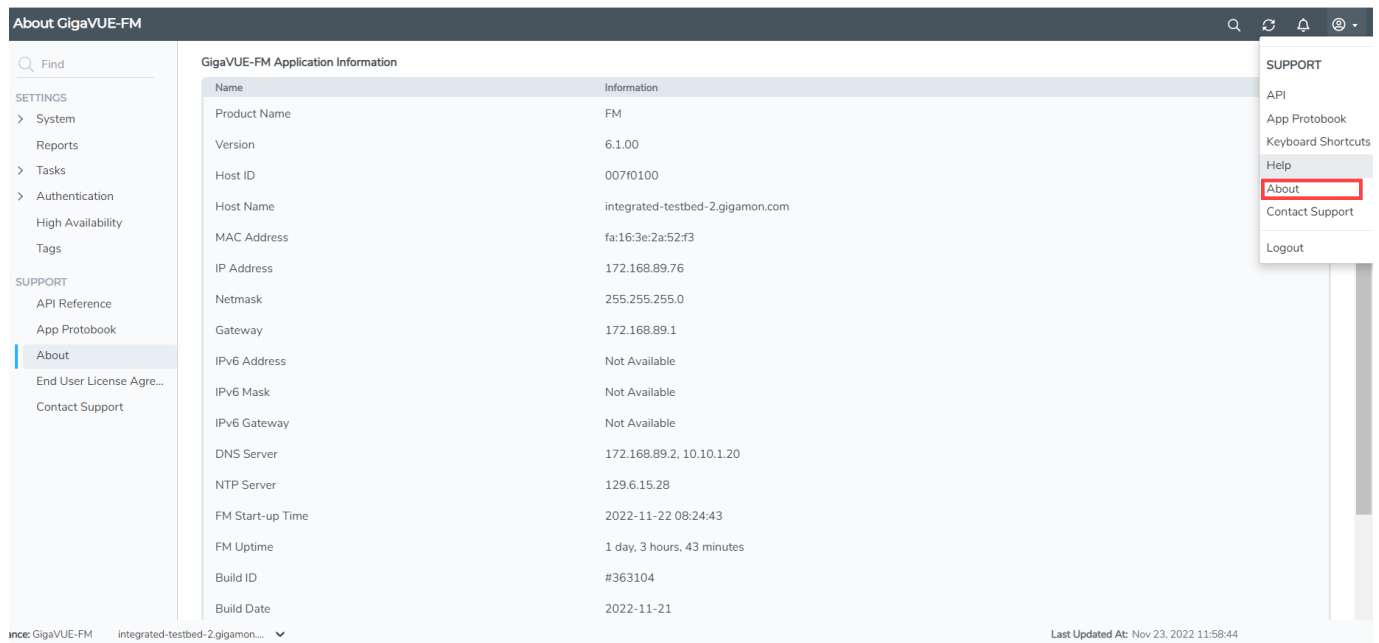 About GigaVUE-FM
Find
SETTINGS
System
Reports
Tasks
Authentication
High Availability
Tags
SUPPORT
API Reference
App Protobook
About
End User License Agre...
Contact Support
GigaVUE-FM Application Information
Name Information
Product Name FM
Version 6.1.00
Host ID 007f0100
Host Name integrated-testbed-2.gigamon.com
MAC Address fa:16:3e:2a:52:f3
IP Address 172.168.89.76
Netmask 255.255.255.0
Gateway 172.168.89.1
IPv6 Address Not Available
IPv6 Mask Not Available
IPv6 Gateway Not Available
DNS Server 172.168.89.2, 10.10.1.20
NTP Server 129.6.15.28
FM Start-up Time 2022-11-22 08:24:43
FM Uptime 1 day, 3 hours, 43 minutes
Build ID #363104
Build Date 2022-11-21
SUPPORT
API
App Protobook
Keyboard Shortcuts
Help
About
Contact Support
Logout
ance: GigaVUE-FM integrated-testbed-2.gigamon.... Last Updated At: Nov 23, 2022 11:58:44